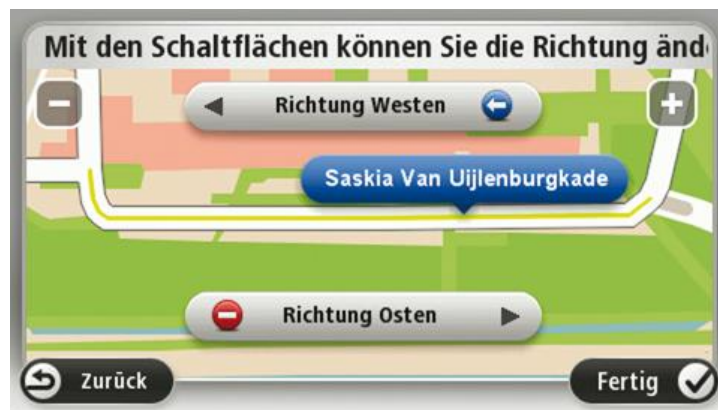 Mit den Schaltflächen können Sie die Richtung änd
Richtung Westen
Saskia Van Uijlenburgkade
Richtung Osten
Zurück
Fertig